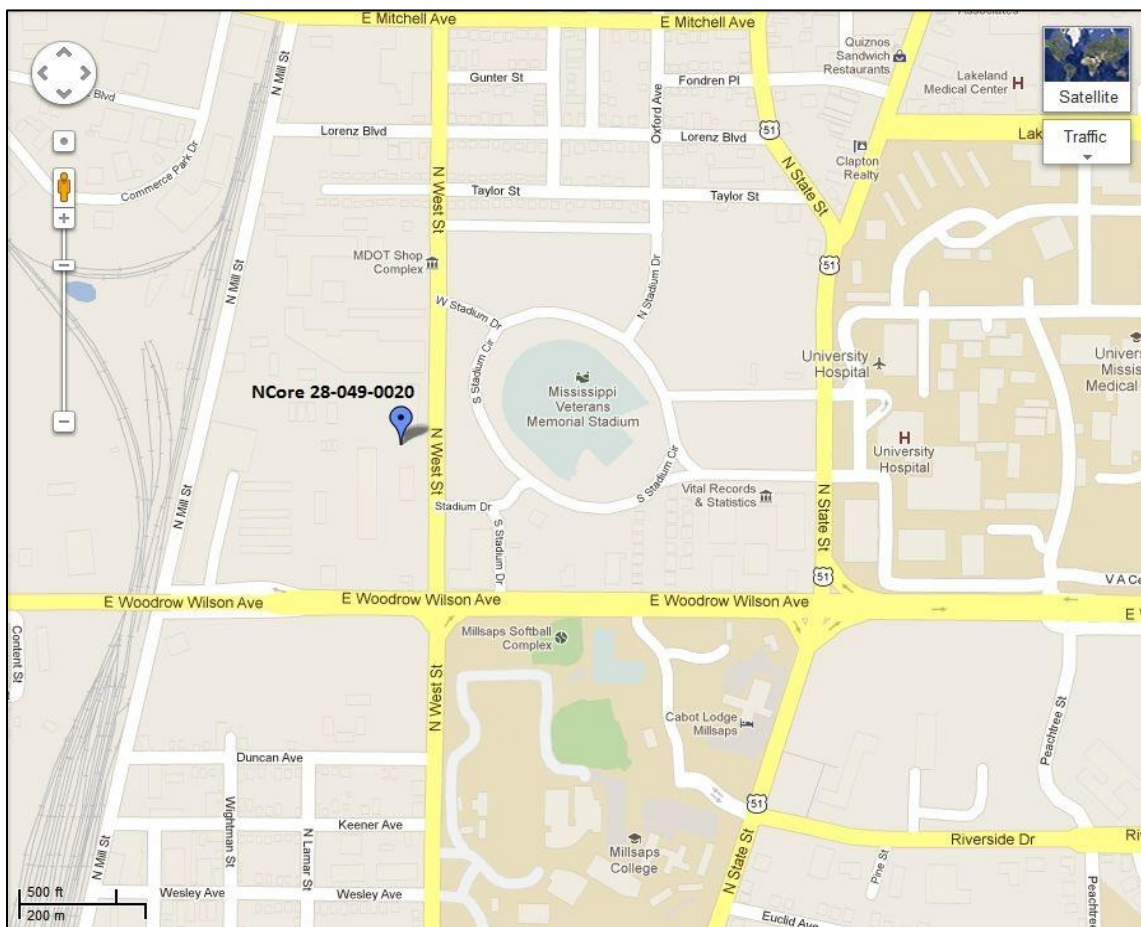 E Mitchell Ave
E Mitchell Ave
Associates
Quiznos
Sandwich
Restaurants
Lakeland
Medical Center
H
Satellite
Traffic
Gunter St
Fondren Pl
Blvd
N Mill St
Lorenz Blvd
Lorenz Blvd
Oxford Ave
51
Lak
Clapton
Realty
Commerce Park Dr
N West St
Taylor St
Taylor St
N State St
MDOT Shop
Complex
51
N Mill St
N Stadium Dr
W Stadium Dr
S Stadium Cir
University
Hospital
Univers
Missis
Medical
Mississippi
Veterans
Memorial Stadium
NCore 28-049-0020
N West St
H
University
Hospital
S Stadium Cir
Vital Records
& Statistics
N Mill St
Stadium Dr
S Stadium Dr
N State St
51
V A Ce
E Woodrow Wilson Ave
E Woodrow Wilson Ave
E Woodrow Wilson Ave
E W
Content St
Millsaps Softball
Complex
N West St
Cabot Lodge
Millsaps
Peachtree St
Duncan Ave
Wightman St
N Lamar St
51
Keener Ave
N Mill St
Riverside Dr
Riv
Millsaps
College
N State St
Pine St
Wesley Ave
Wesley Ave
Peachtree
Euclid Ave
500 ft
200 m